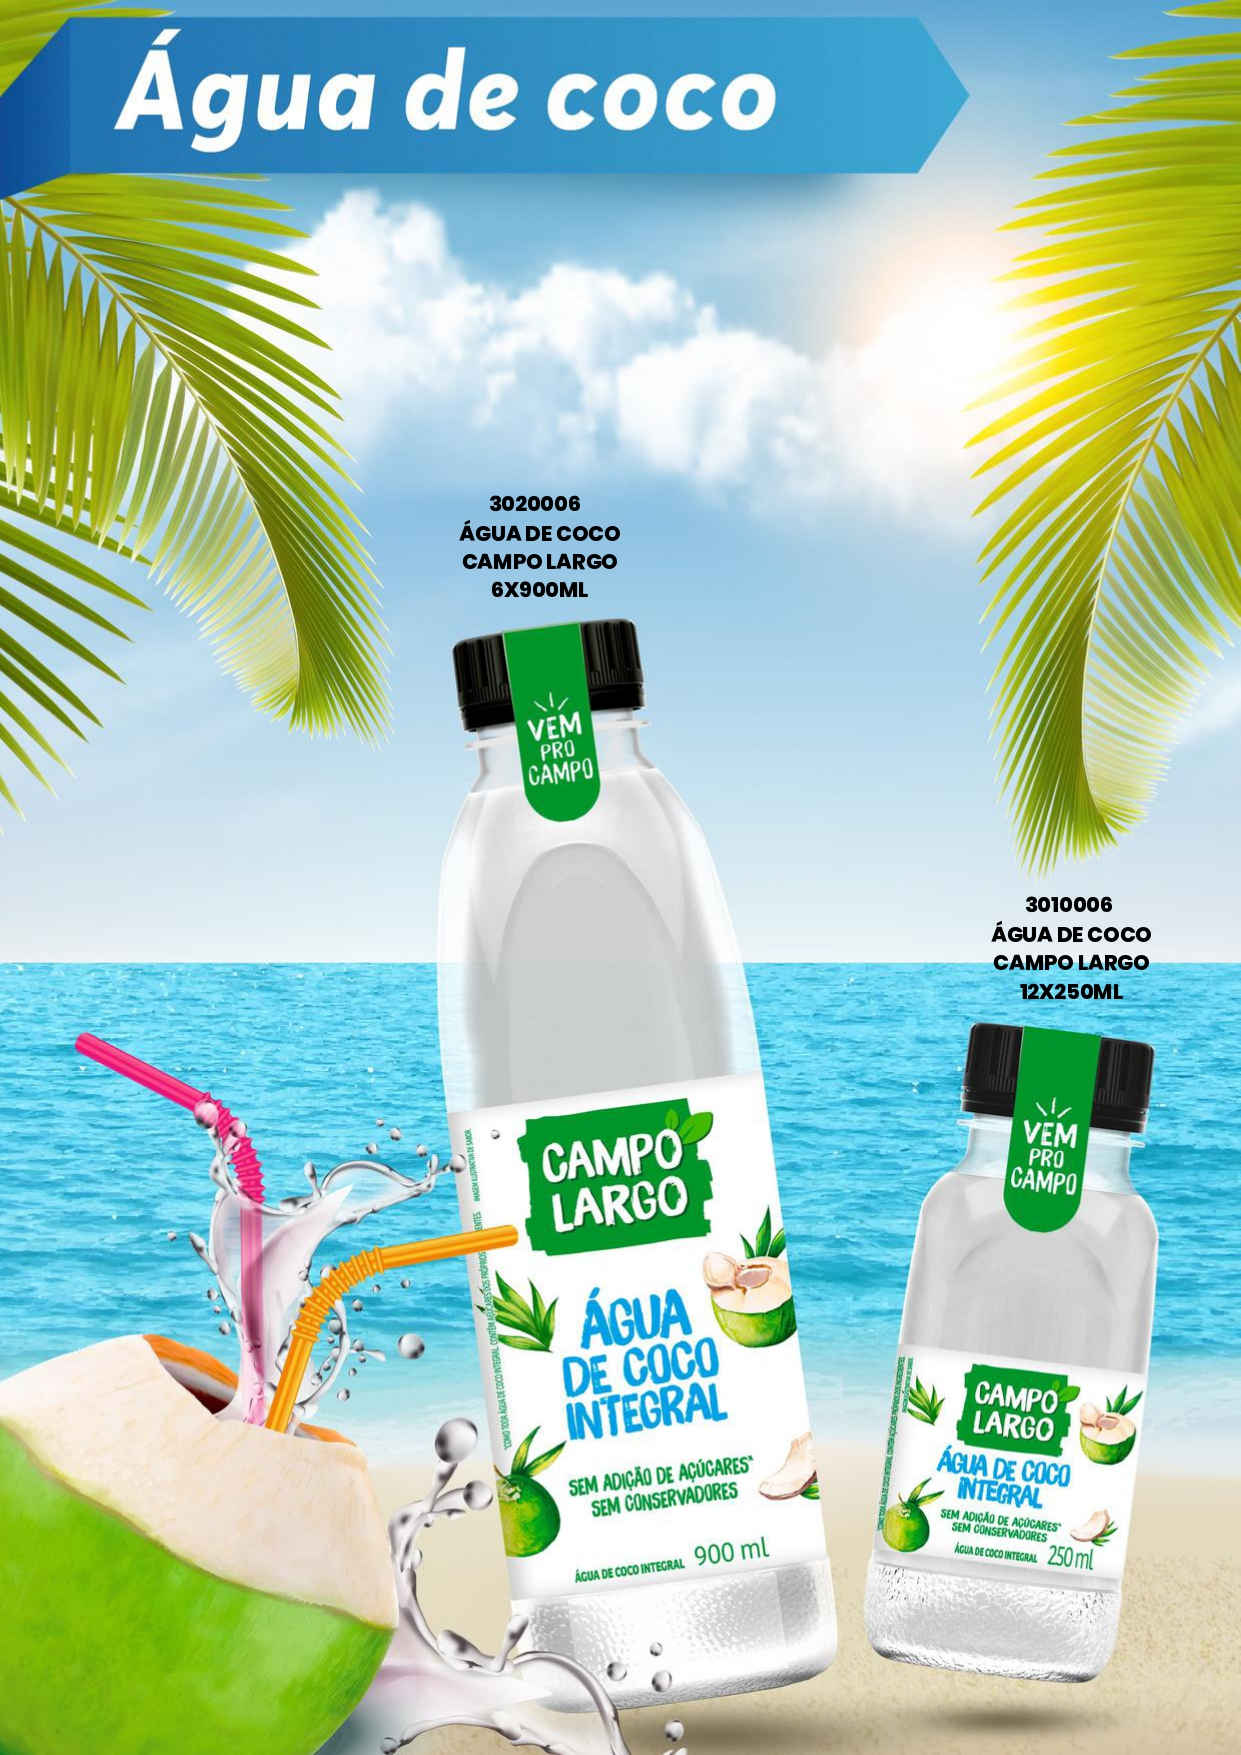 Água de coco
3020006
ÁGUA DE COCO
CAMPO LARGO
6X900ML
VEM
PRO
CAMPO
3010006
ÁGUA DE COCO
CAMPO LARGO
12X250ML
VEM
PRO
CAMPO
CAMPO
LARGO
ÁGUA
DE COCO
INTEGRAL
SEM ADIÇÃO DE AÇÚCARES*
SEM CONSERVADORES
ÁGUA DE COCO INTEGRAL 900 ml
CAMPO
LARGO
ÁGUA DE COCO
INTEGRAL
SEM ADIÇÃO DE AÇÚCARES*
SEM CONSERVADORES
ÁGUA DE COCO INTEGRAL 250 ml